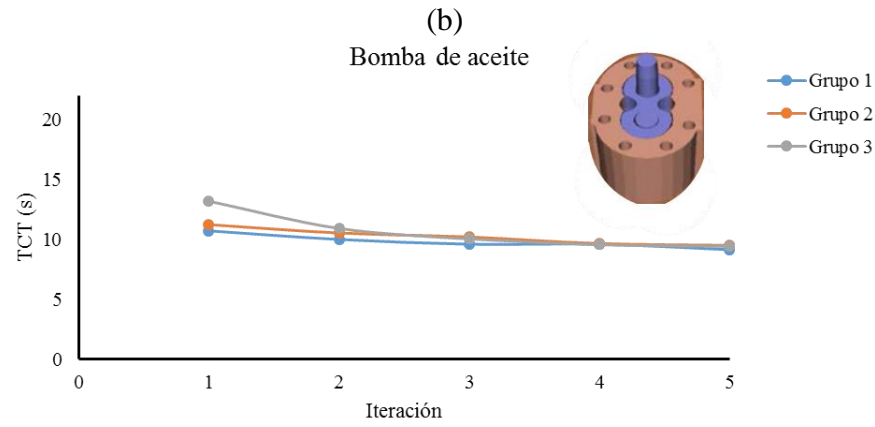 (b)
Bomba de aceite
Grupo 1
Grupo 2
Grupo 3
TCT (s)
20
15
10
5
0
0 1 2 3 4 5
Iteración